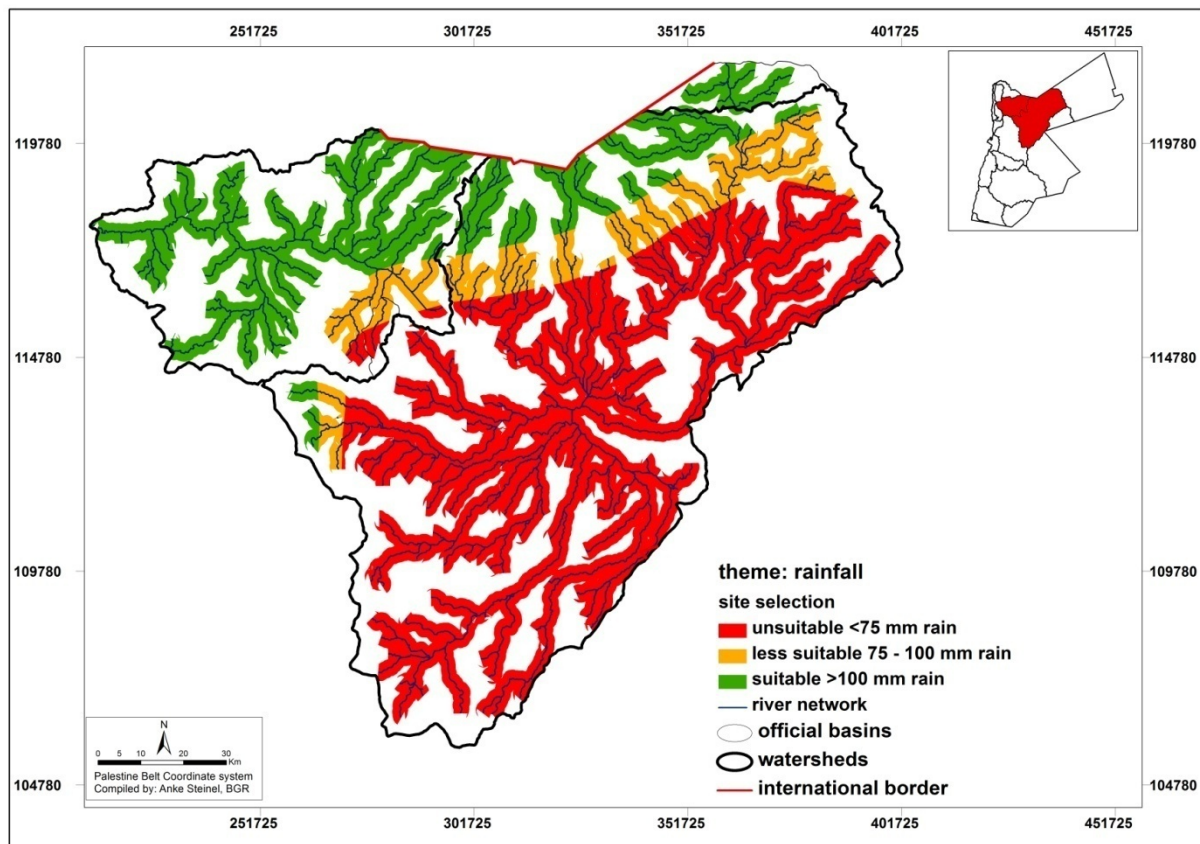 251725 301725 351725 401725 451725
119780 119780
114780 114780
109780 109780
theme: rainfall
site selection
unsuitable <75 mm rain
less suitable 75 - 100 mm rain
suitable >100 mm rain
river network
official basins
watersheds
international border
N
0 5 10 20 30
Km
Palestine Belt Coordinate system
Compiled by: Anke Steinel, BGR
104780 104780
251725 301725 351725 401725 451725